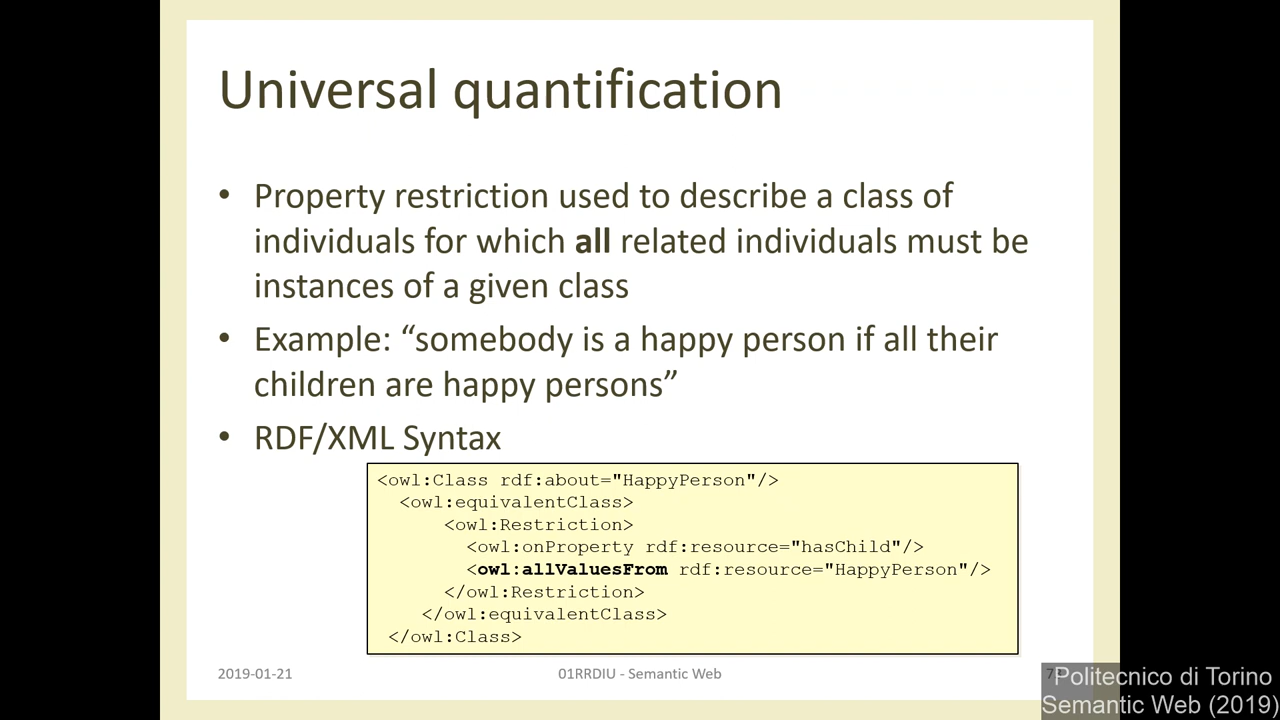 Universal quantification
• Property restriction used to describe a class of
individuals for which all related individuals must be
instances of a given class
• Example: “somebody is a happy person if all their
children are happy persons”
• RDF/XML Syntax
<owl:Class rdf:about="HappyPerson"/>
<owl:equivalentClass>
<owl:Restriction>
<owl:onProperty rdf:resource="hasChild"/>
<owl:allValuesFrom rdf:resource="HappyPerson"/>
</owl:Restriction>
</owl:equivalentClass>
</owl:Class>
2019-01-21
01RRDIU - Semantic Web
Politecnico di Torino
Semantic Web (2019)